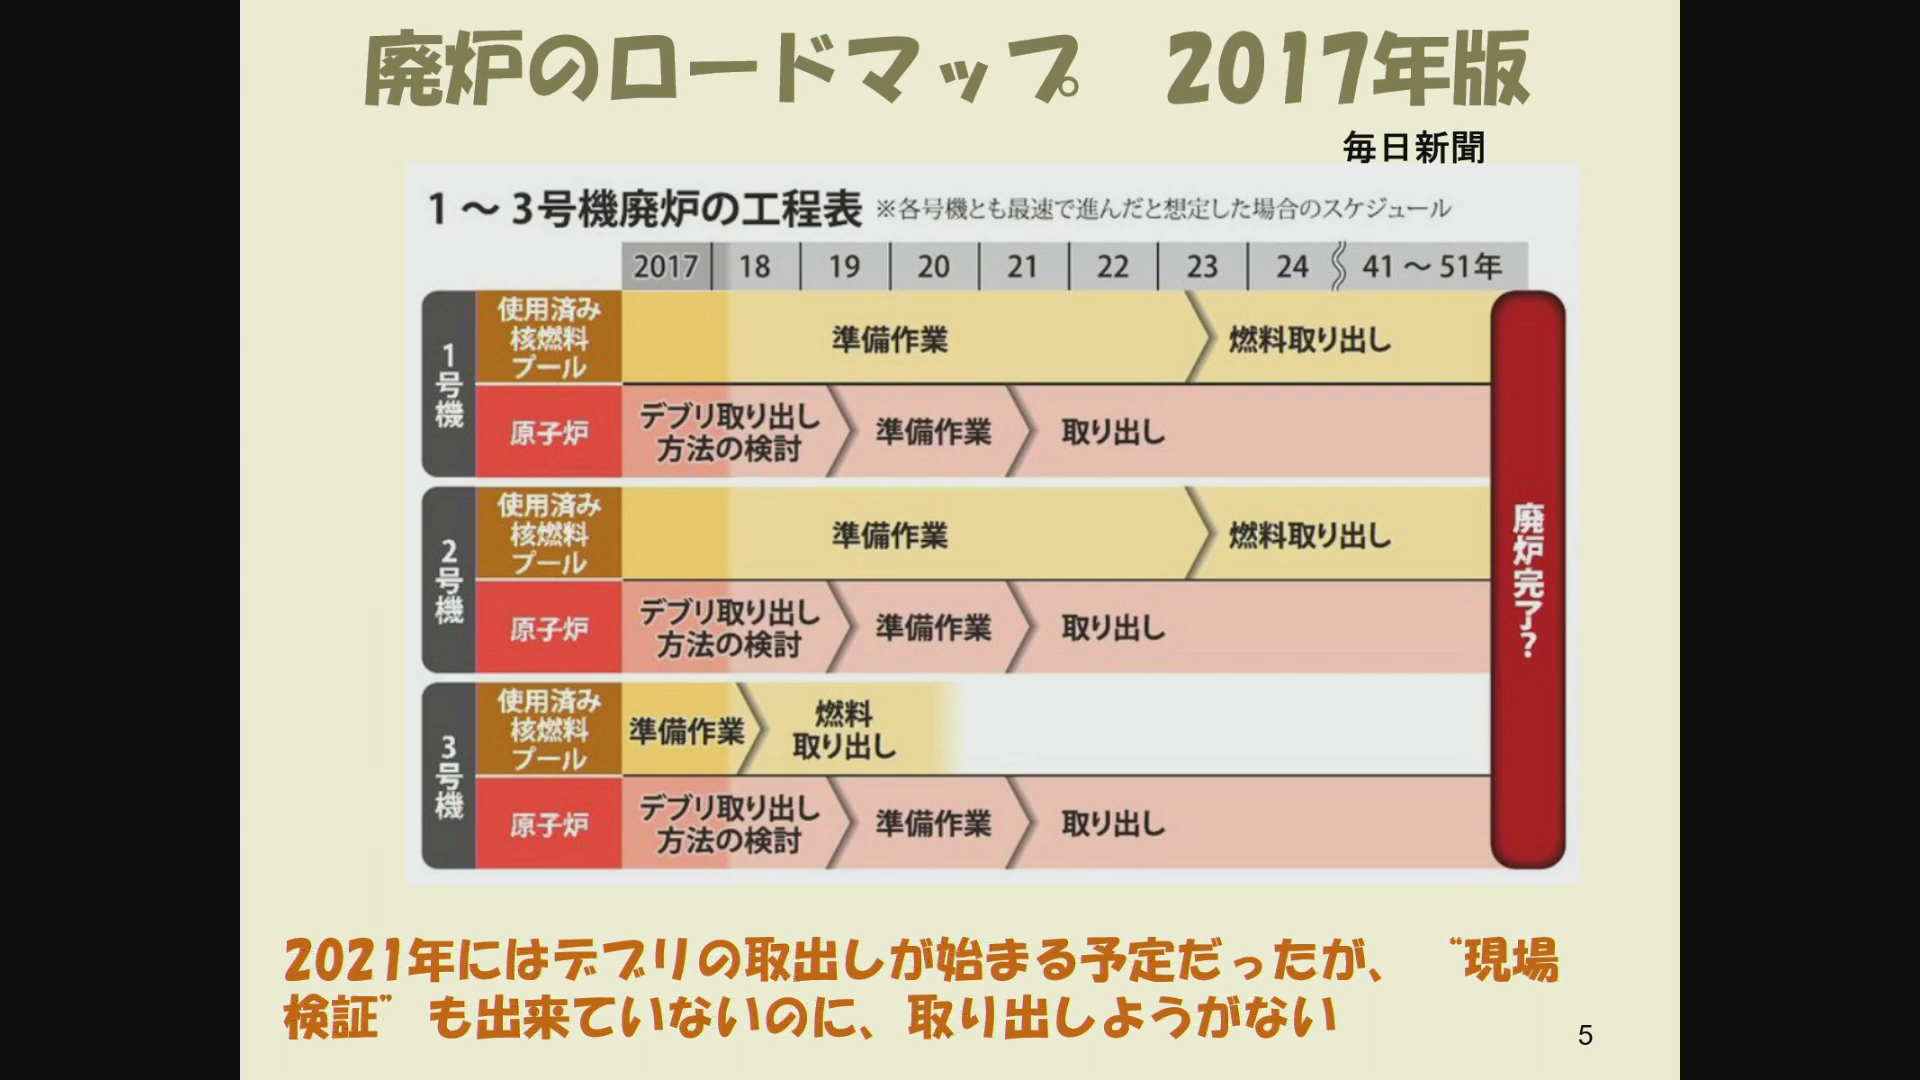 廃炉のロードマップ　2017年版
毎日新聞
1～3号機廃炉の工程表 ※各号機とも最速で進んだと想定した場合のスケジュール
2017 18 19 20 21 22 23 24 41～51年
1号機
使用済み
核燃料
プール
準備作業 燃料取り出し
原子炉
デブリ取り出し
方法の検討
準備作業 取り出し
2号機
使用済み
核燃料
プール
準備作業 燃料取り出し
原子炉
デブリ取り出し
方法の検討
準備作業 取り出し
3号機
使用済み
核燃料
プール
準備作業
燃料
取り出し
原子炉
デブリ取り出し
方法の検討
準備作業 取り出し
廃炉完了?
2021年にはデブリの取出しが始まる予定だったが、“現場
検証”も出来ていないのに、取り出しようがない
5